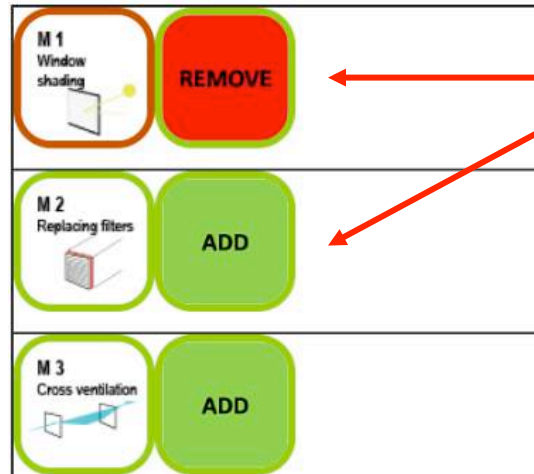 M 1
Window
shading
REMOVE
M 2
Replacing filters
ADD
M 3
Cross ventilation
ADD